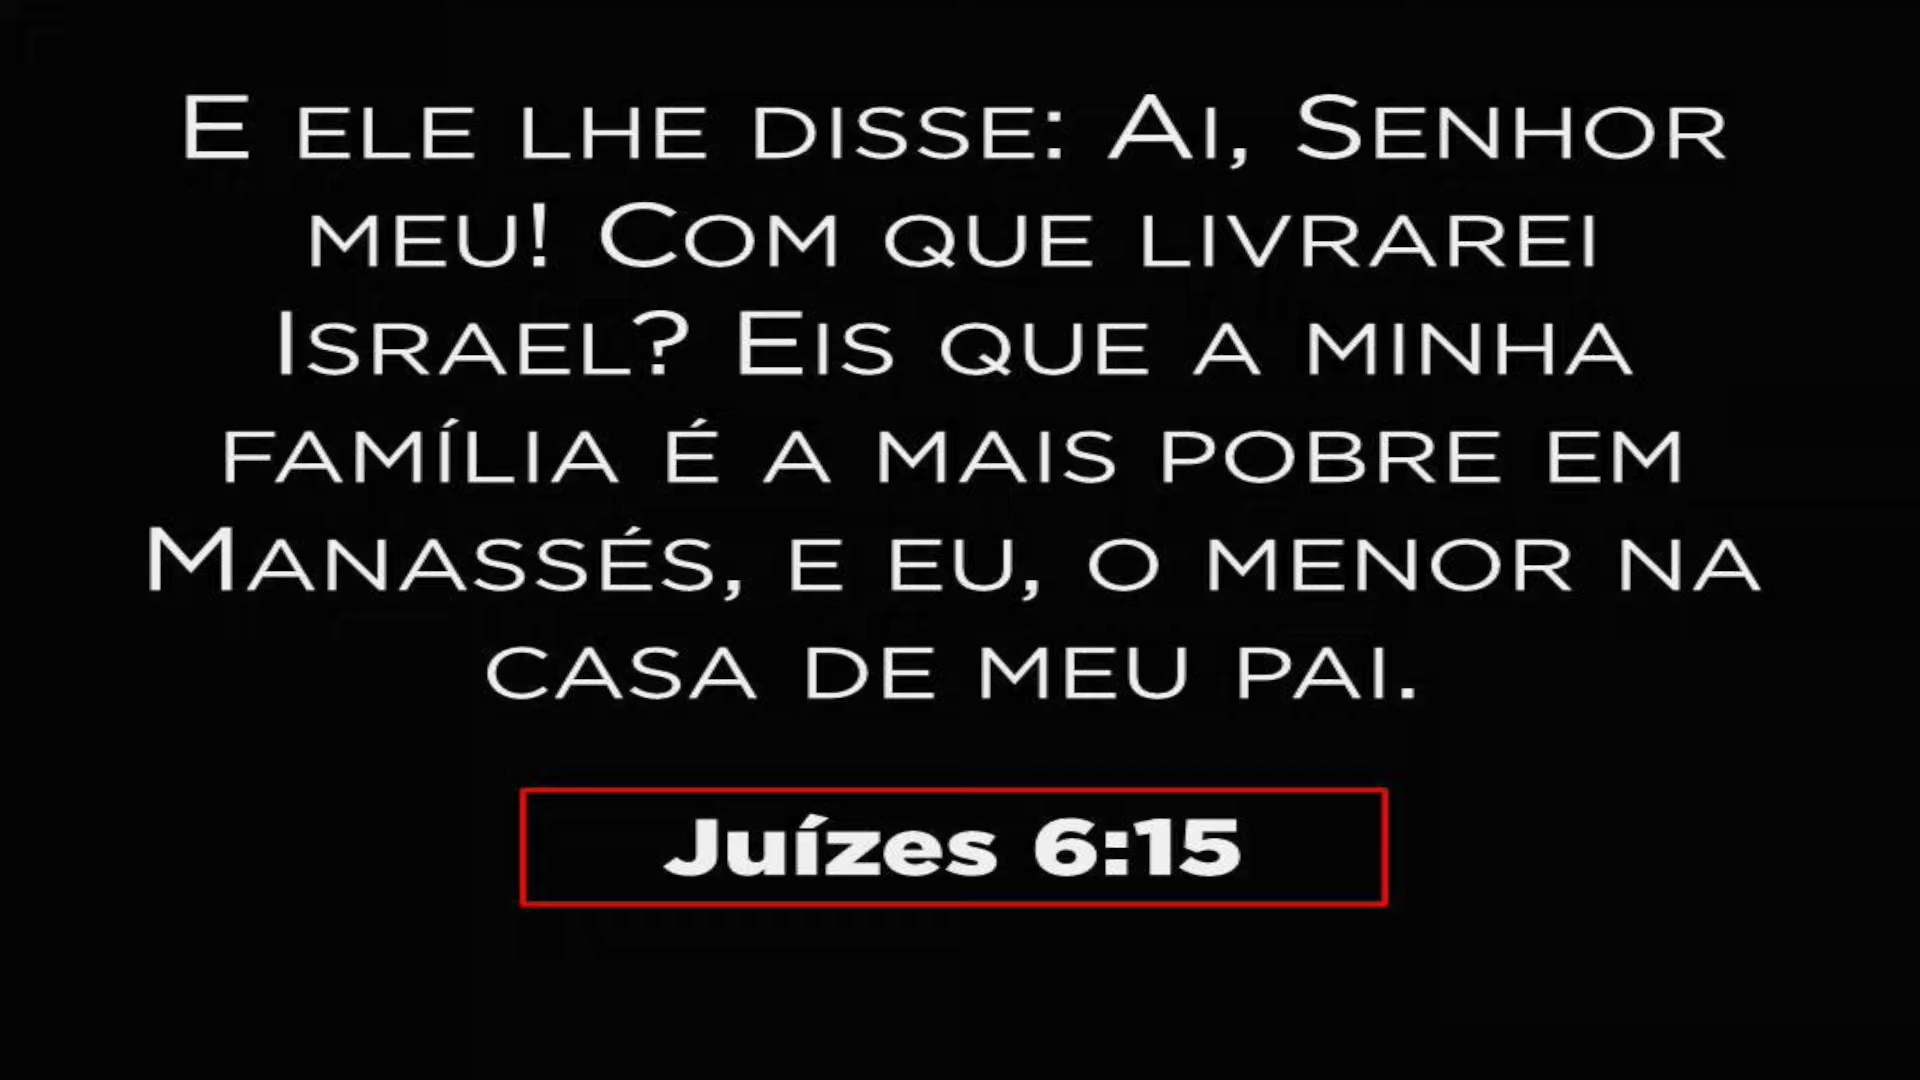 E ele lhe disse: Ai, Senhor
meu! Com que livrarei
Israel? Eis que a minha
família é a mais pobre em
Manassés, e eu, o menor na
casa de meu pai.
Juízes 6:15